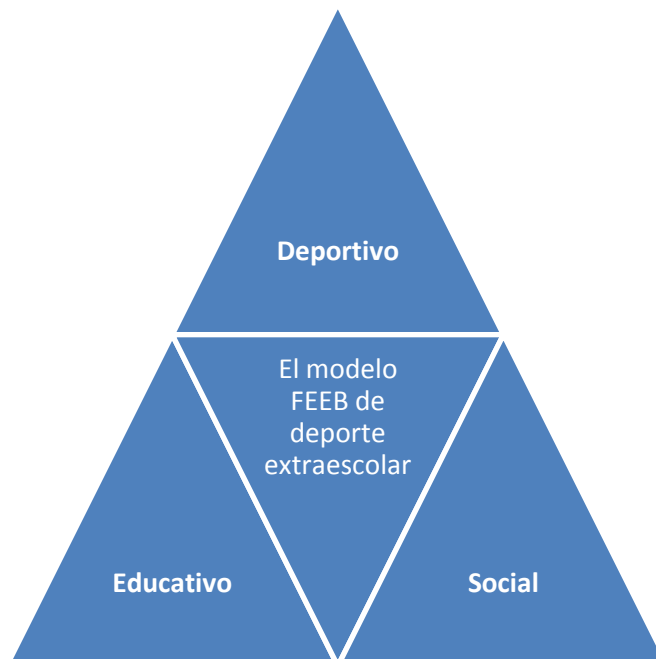 Deportivo
El modelo
FEEB de
deporte
extraescolar
Educativo
Social